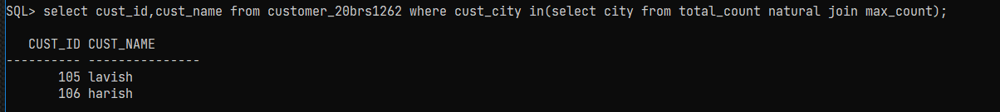 SQL> select cust_id,cust_name from customer_20brs1262 where cust_city in(select city from total_count natural join max_count);
CUST_ID CUST_NAME
---------- ---------------
105 lavish
106 harish